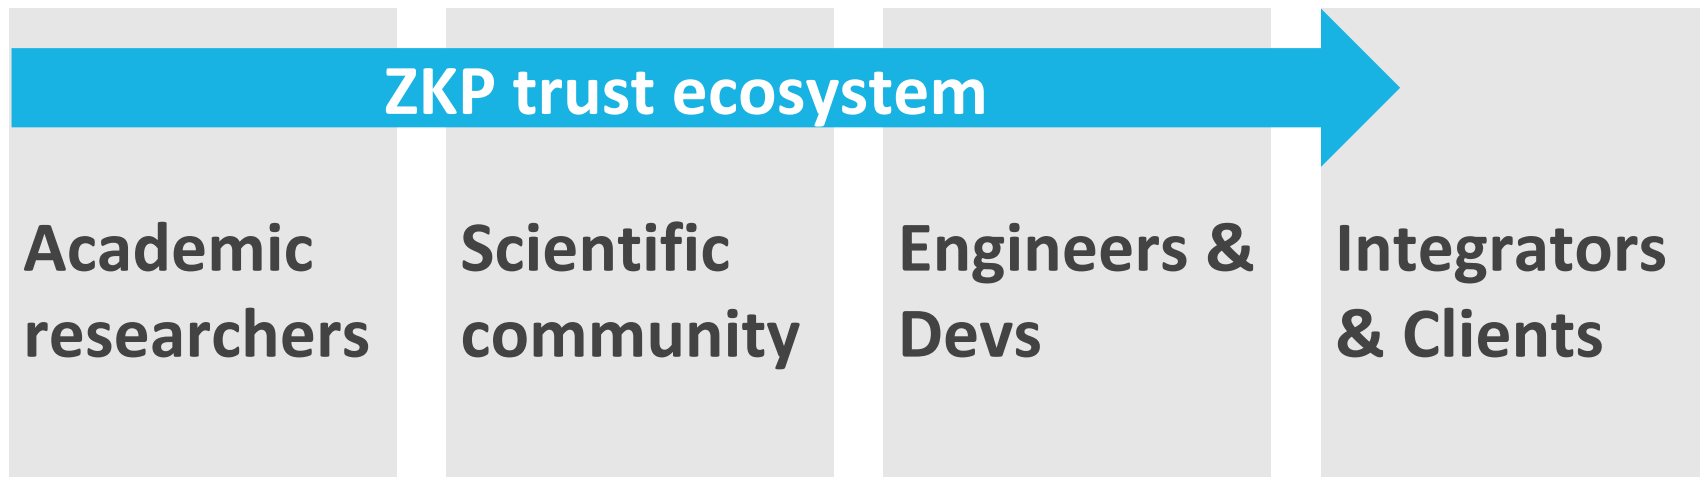 ZKP trust ecosystem
Academic
researchers
Scientific
community
Engineers &
Devs
Integrators
& Clients